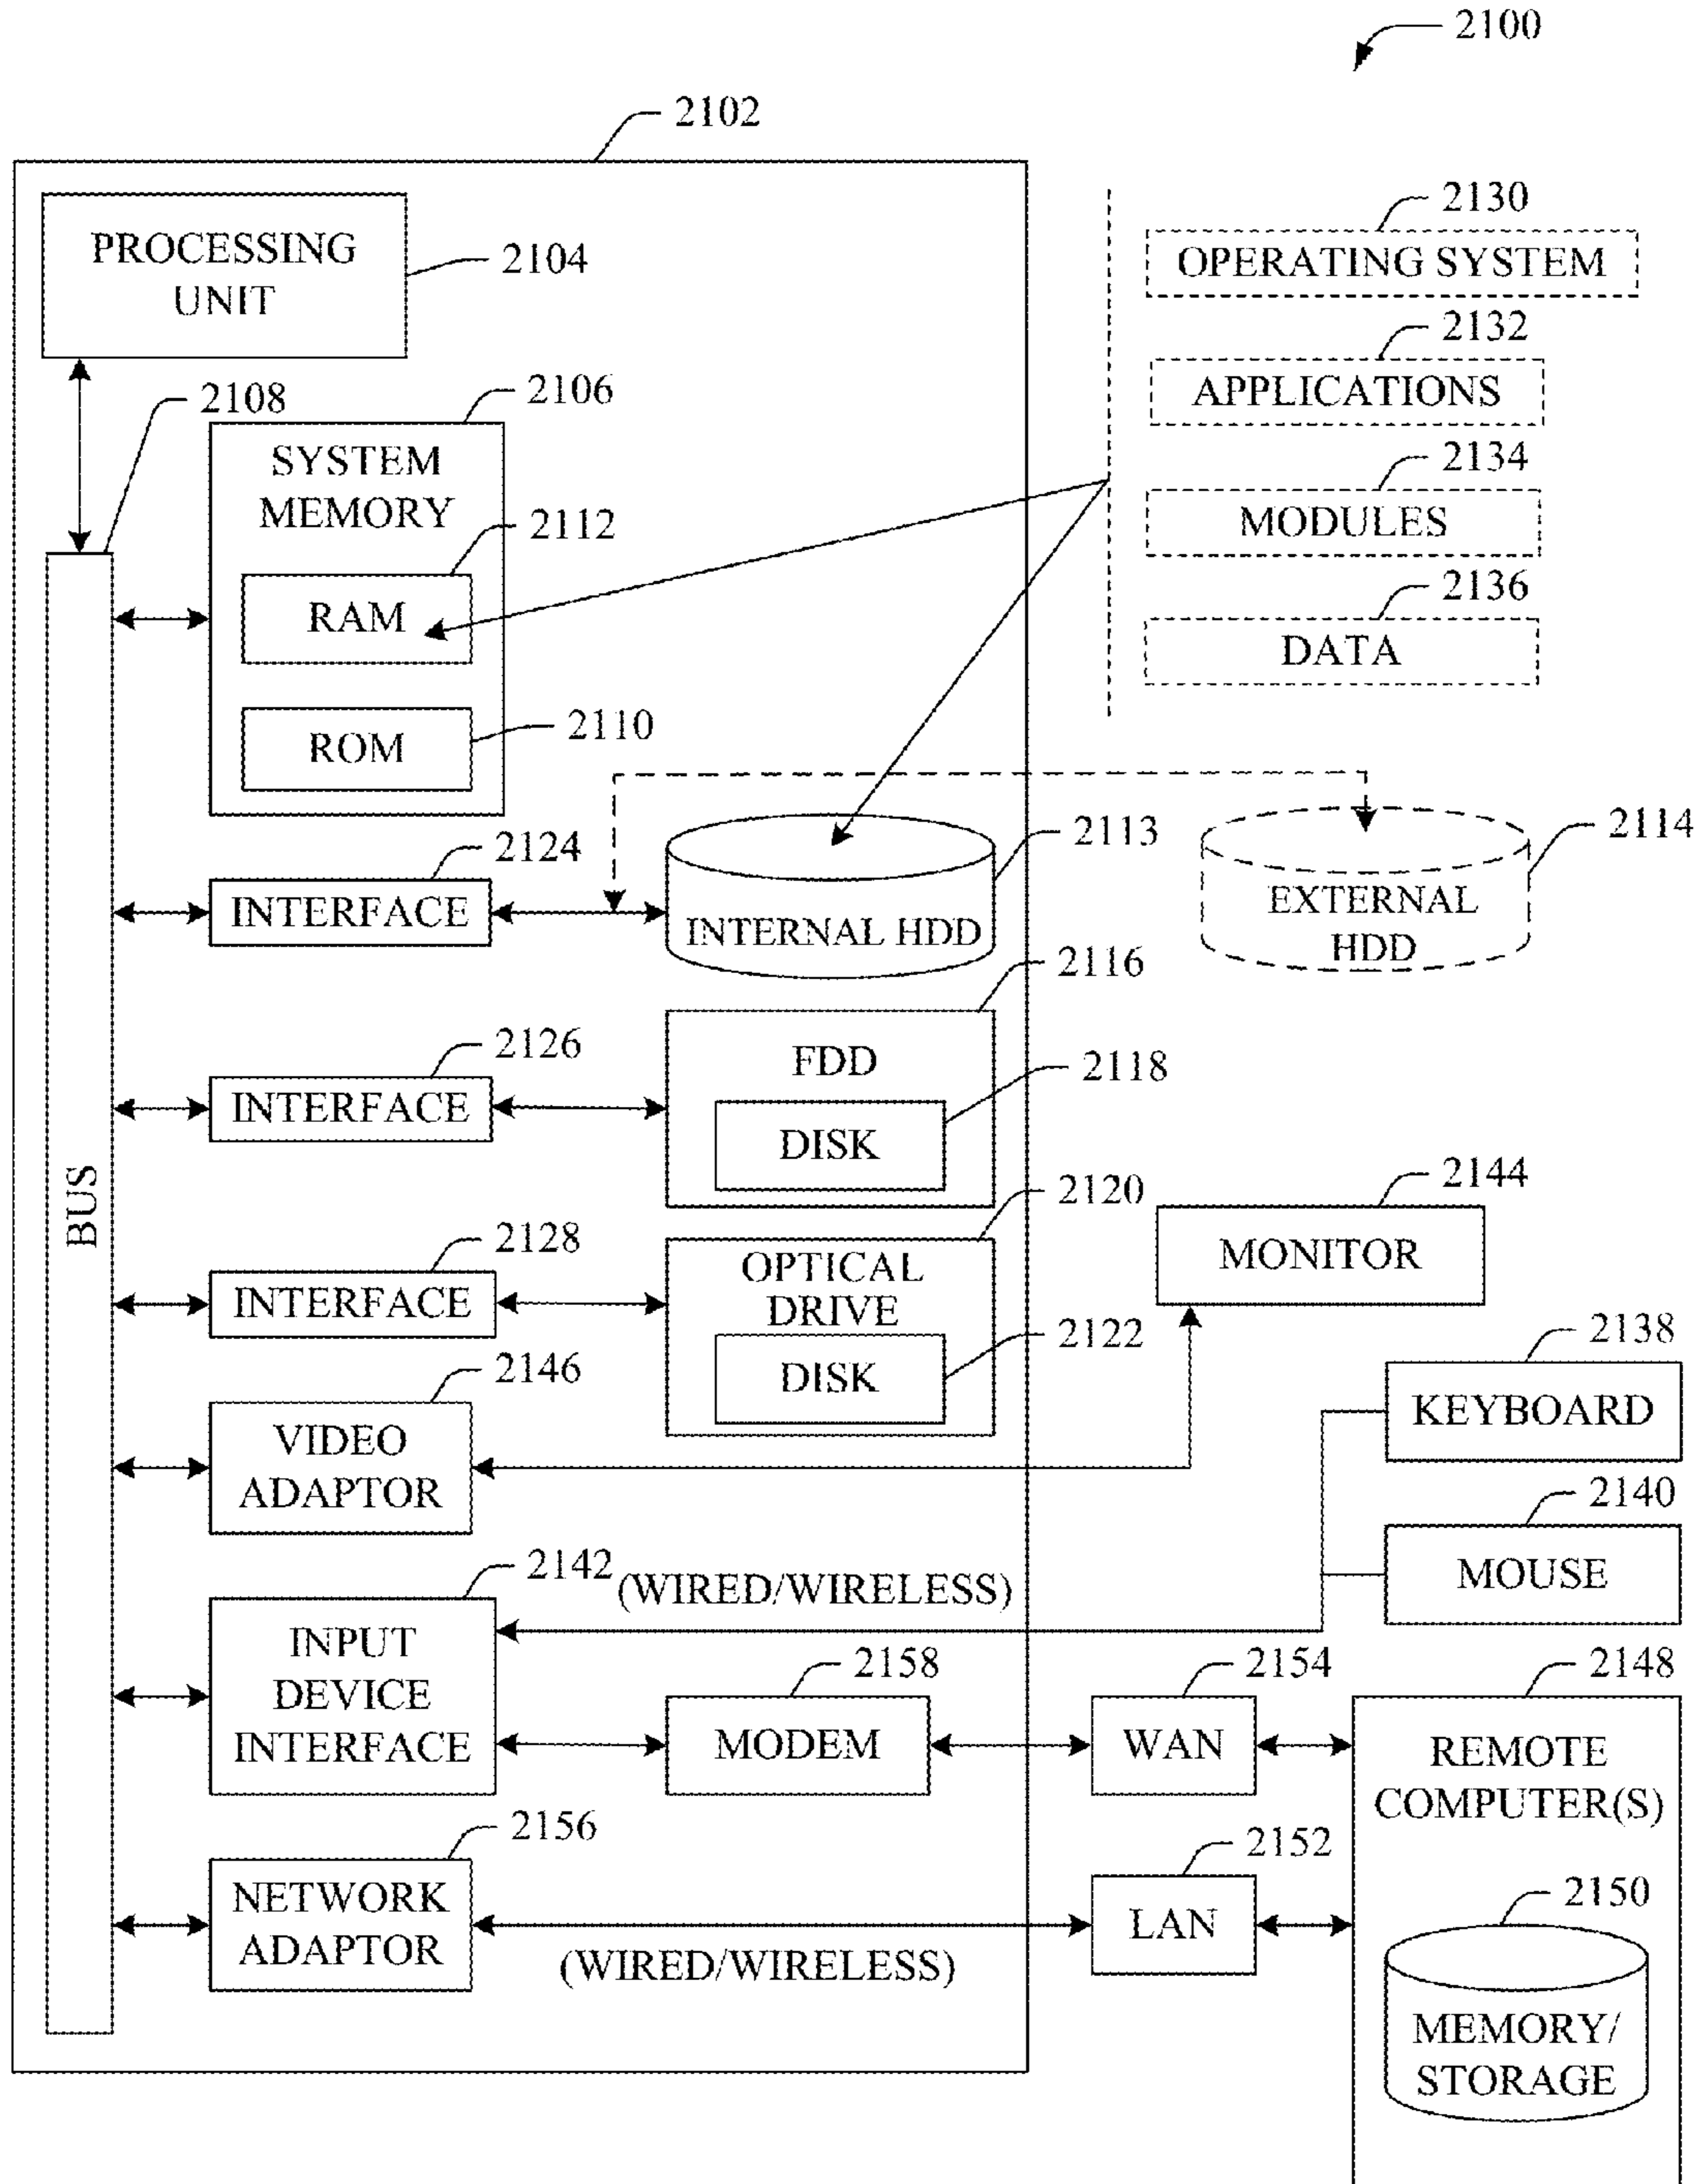 2100
2102
PROCESSING
UNIT
2104
2130
OPERATING SYSTEM
2132
APPLICATIONS
2134
MODULES
2136
DATA
2108
2106
SYSTEM
MEMORY
2112
RAM
2110
ROM
BUS
2124
INTERFACE
2113
INTERNAL HDD
2114
EXTERNAL
HDD
2116
FDD
2126
INTERFACE
2118
DISK
2120
OPTICAL
DRIVE
2128
INTERFACE
2122
DISK
2144
MONITOR
2138
KEYBOARD
2146
VIDEO
ADAPTOR
2140
MOUSE
2142
(WIRED/WIRELESS)
INPUT
DEVICE
INTERFACE
2158
MODEM
2154
WAN
2148
REMOTE
COMPUTER(S)
2156
NETWORK
ADAPTOR
(WIRED/WIRELESS)
2152
LAN
2150
MEMORY/
STORAGE